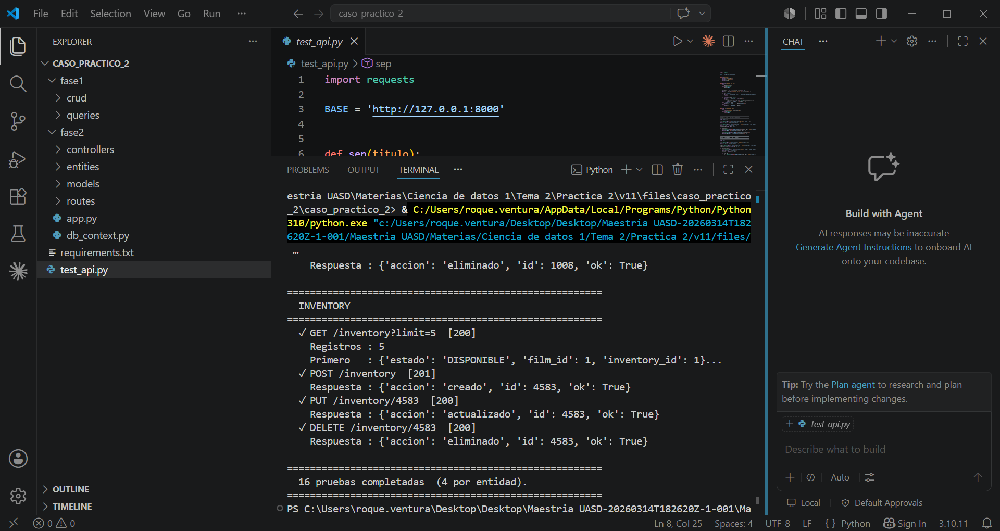 File Edit Selection View Go Run
caso_practico_2
EXPLORER
CASO_PRACTICO_2
fase1
crud
queries
fase2
controllers
entities
models
routes
app.py
db_context.py
requirements.txt
test_api.py
OUTLINE
TIMELINE
test_api.py
test_api.py > sep
1 import requests
2
3 BASE = 'http://127.0.0.1:8000'
4
5
6 def sep(titulo):
PROBLEMS OUTPUT TERMINAL
Python
estria UASD\Materias\Ciencia de datos 1\Tema 2\Practica 2\v11\files\caso_practico
_2\caso_practico_2> & C:/Users/roque.ventura/AppData/Local/Programs/Python/Python
310/python.exe "c:/Users/roque.ventura/Desktop/Desktop/Maestria UASD-20260314T182
620Z-1-001/Maestria UASD/Materias/Ciencia de datos 1/Tema 2/Practica 2/v11/files/
…
Respuesta : {'accion': 'eliminado', 'id': 1008, 'ok': True}
=======================================================
INVENTORY
=======================================================
✓ GET /inventory?limit=5 [200]
Registros : 5
Primero : {'estado': 'DISPONIBLE', 'film_id': 1, 'inventory_id': 1}...
✓ POST /inventory [201]
Respuesta : {'accion': 'creado', 'id': 4583, 'ok': True}
✓ PUT /inventory/4583 [200]
Respuesta : {'accion': 'actualizado', 'id': 4583, 'ok': True}
✓ DELETE /inventory/4583 [200]
Respuesta : {'accion': 'eliminado', 'id': 4583, 'ok': True}
=======================================================
16 pruebas completadas (4 por entidad).
=======================================================
PS C:\Users\roque.ventura\Desktop\Desktop\Maestria UASD-20260314T182620Z-1-001\Ma
CHAT
Build with Agent
AI responses may be inaccurate
Generate Agent Instructions to onboard AI
onto your codebase.
Tip: Try the Plan agent to research and plan
before implementing changes.
test_api.py
Describe what to build
Auto
Local
Default Approvals
0 0
Ln 8, Col 25 Spaces: 4 UTF-8 LF { } Python Sign In 3.10.11